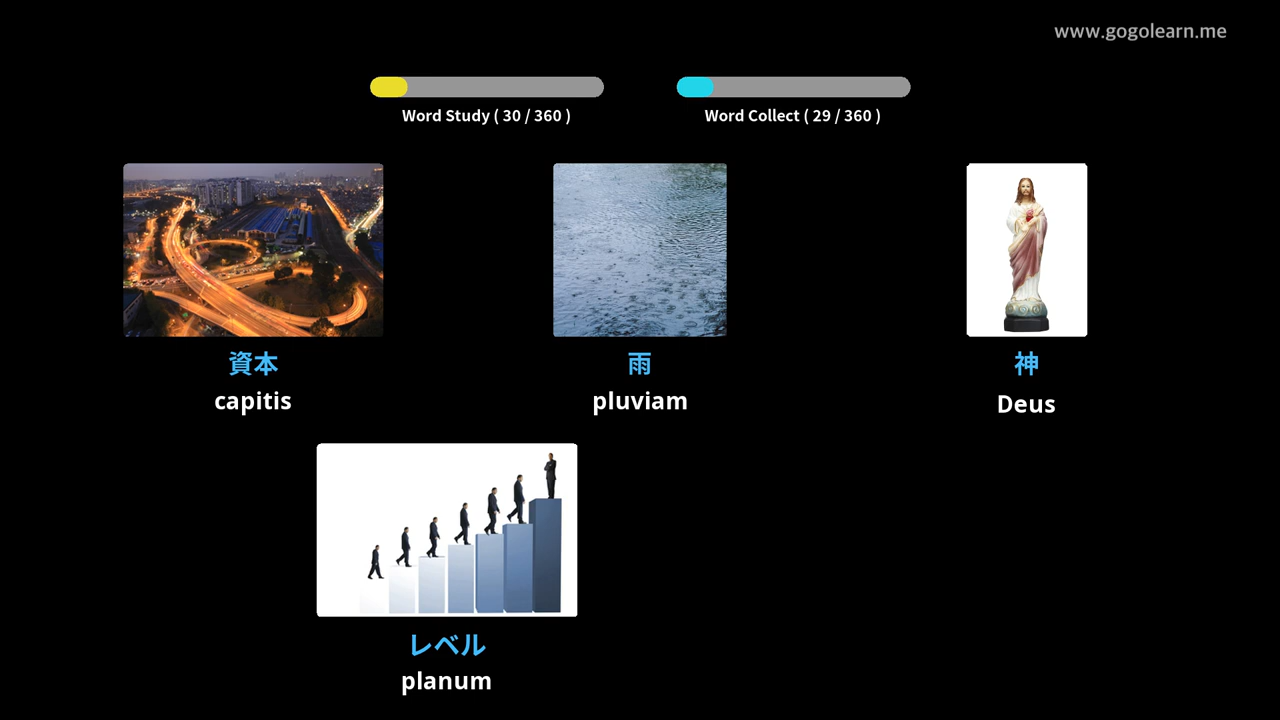 www.gogolearn.me
Word Study ( 30 / 360 )
Word Collect ( 29 / 360 )
資本
capitis
雨
pluviam
神
Deus
レベル
planum